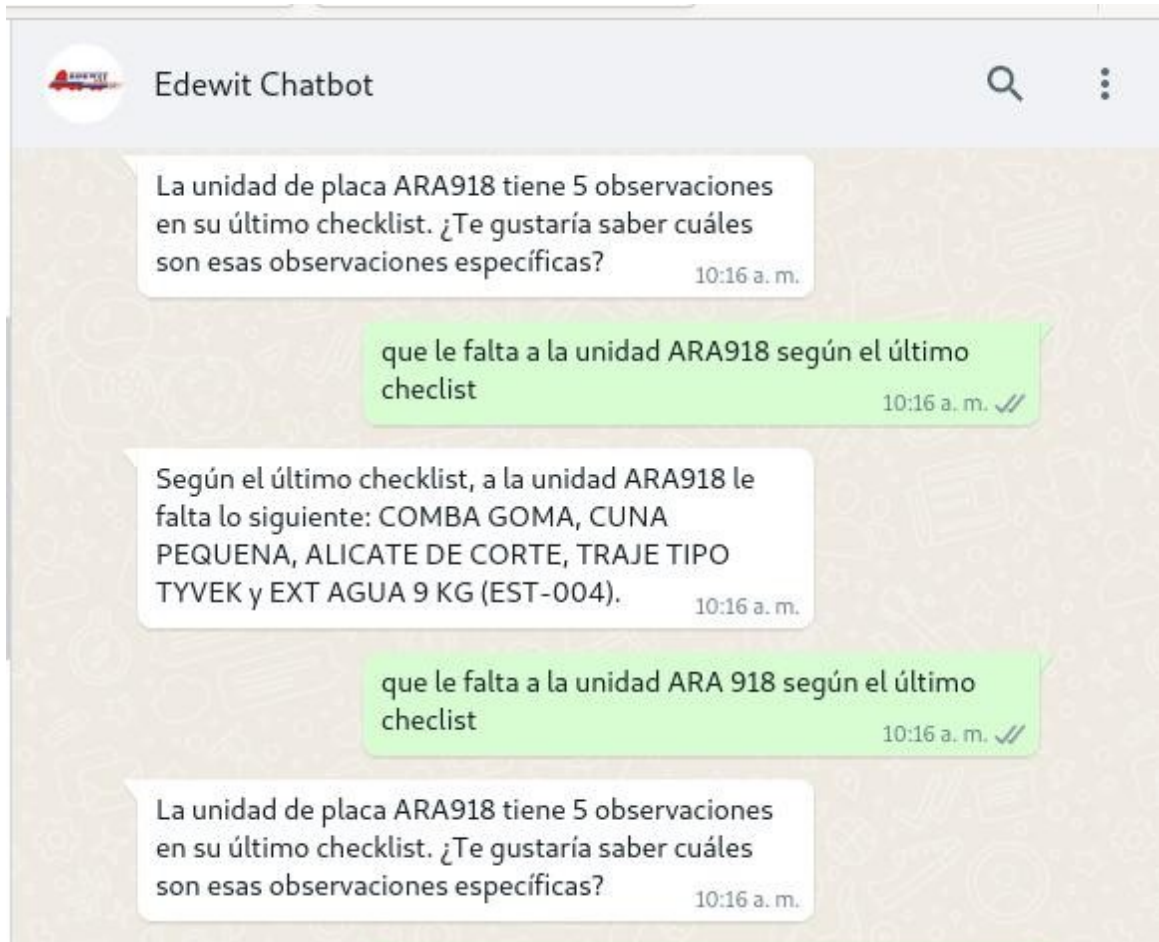 Edewit Chatbot
La unidad de placa ARA918 tiene 5 observaciones
en su último checklist. ¿Te gustaría saber cuáles
son esas observaciones específicas?
10:16 a. m.
que le falta a la unidad ARA918 según el último
checlist
10:16 a. m.
Según el último checklist, a la unidad ARA918 le
falta lo siguiente: COMBA GOMA, CUNA
PEQUENA, ALICATE DE CORTE, TRAJE TIPO
TYVEK y EXT AGUA 9 KG (EST-004).
10:16 a. m.
que le falta a la unidad ARA 918 según el último
checlist
10:16 a. m.
La unidad de placa ARA918 tiene 5 observaciones
en su último checklist. ¿Te gustaría saber cuáles
son esas observaciones específicas?
10:16 a. m.